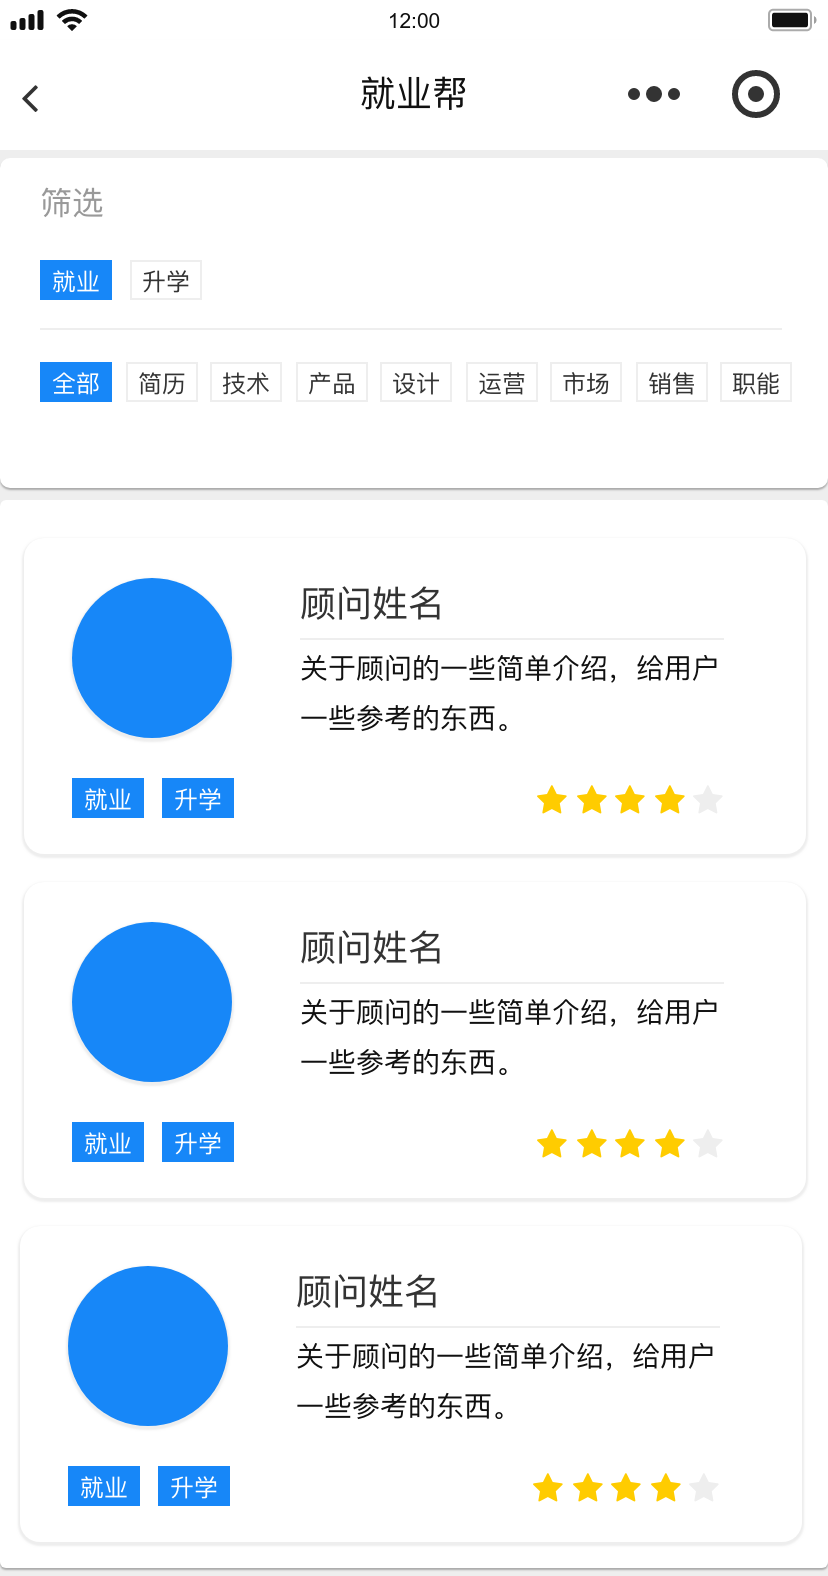 12:00
就业帮
筛选
就业 升学
全部 简历 技术 产品 设计 运营 市场 销售 职能
顾问姓名
关于顾问的一些简单介绍，给用户
一些参考的东西。
就业 升学
顾问姓名
关于顾问的一些简单介绍，给用户
一些参考的东西。
就业 升学
顾问姓名
关于顾问的一些简单介绍，给用户
一些参考的东西。
就业 升学